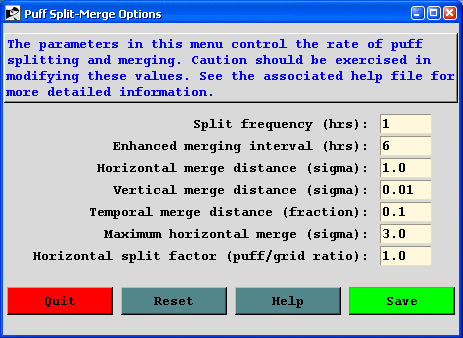 Puff Split-Merge Options
The parameters in this menu control the rate of puff
splitting and merging. Caution should be exercised in
modifying these values. See the associated help file for
more detailed information.
Split frequency (hrs): 1
Enhanced merging interval (hrs): 6
Horizontal merge distance (sigma): 1.0
Vertical merge distance (sigma): 0.01
Temporal merge distance (fraction): 0.1
Maximum horizontal merge (sigma): 3.0
Horizontal split factor (puff/grid ratio): 1.0
Quit Reset Help Save